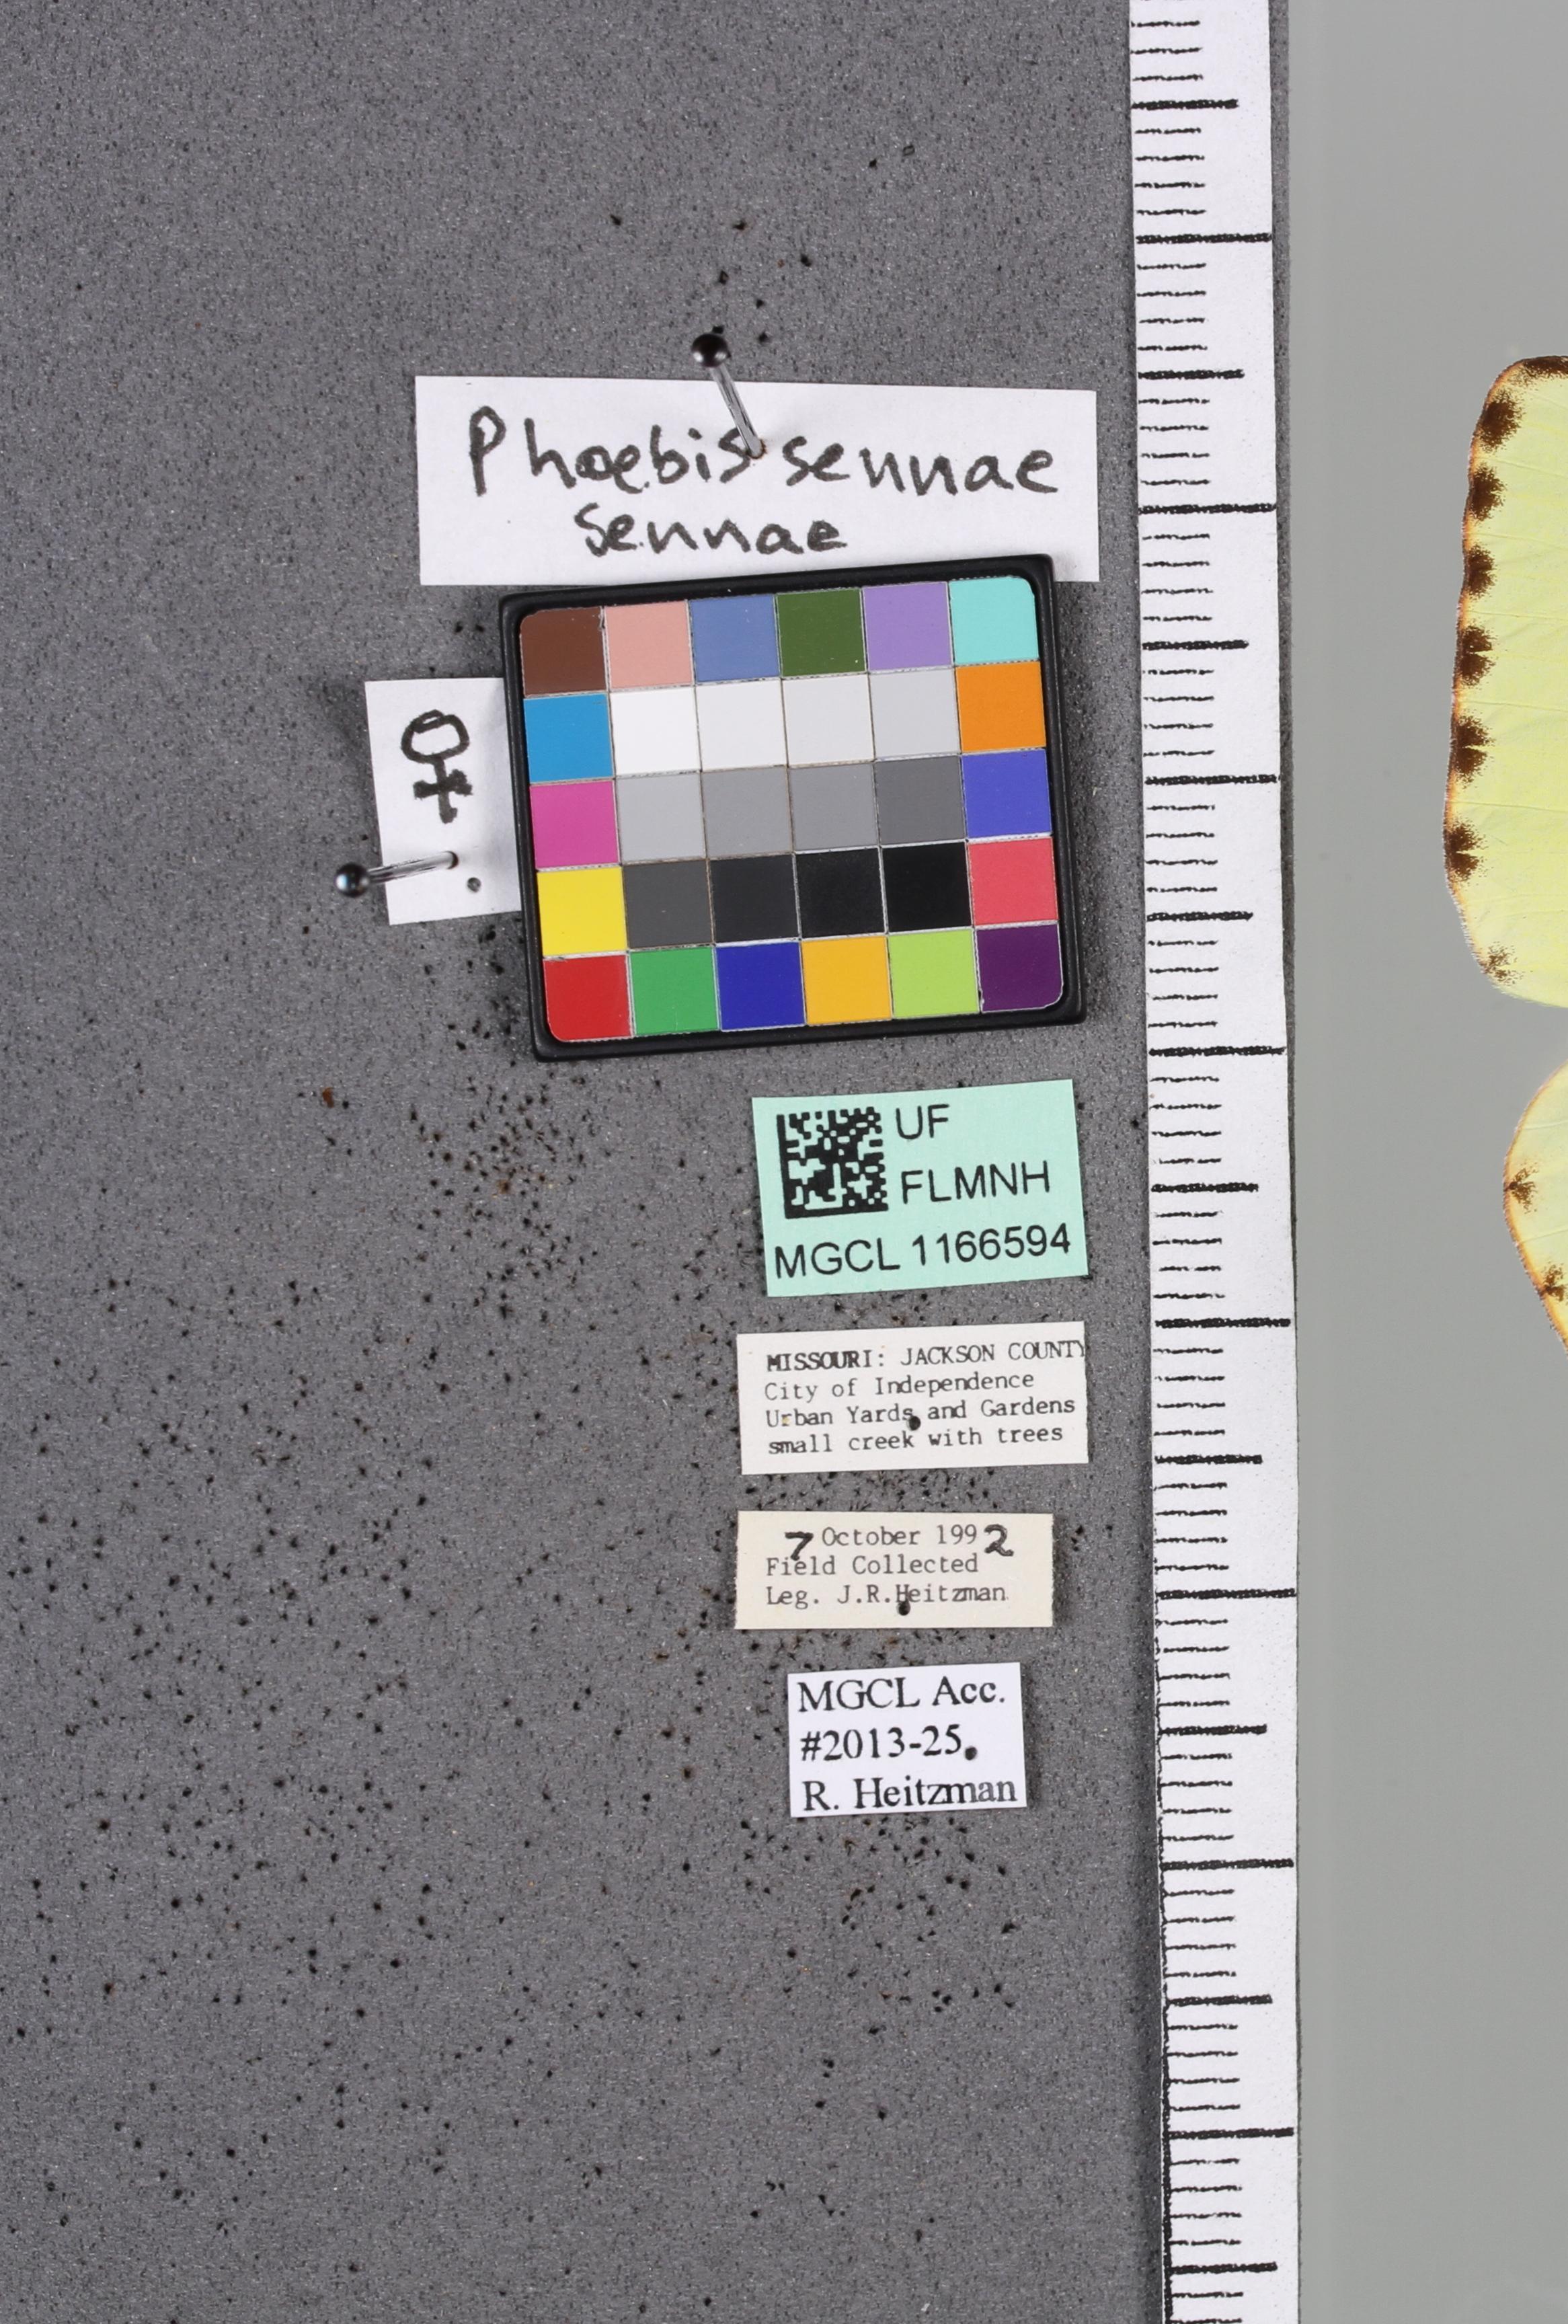 Phoebis sennae
sennae
♀
UF
FLMNH
MGCL 1166594
MISSOURI: JACKSON COUNTY
City of Independence
Urban Yards and Gardens
small creek with trees
7 October 1992
Field Collected
Leg. J.R.Heitzman
MGCL Acc.
#2013-25
R. Heitzman